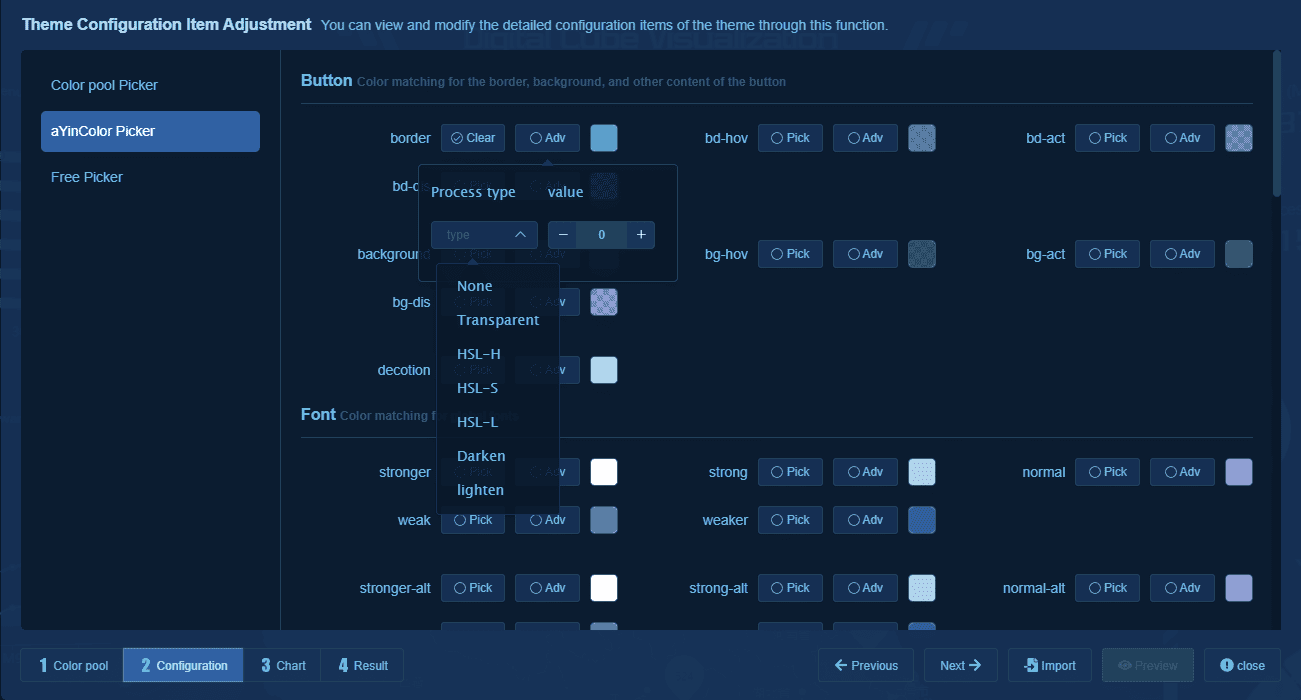 Theme Configuration Item Adjustment You can view and modify the detailed configuration items of the theme through this function.
Color pool Picker
aYinColor Picker
Free Picker
Button Color matching for the border, background, and other content of the button
border Clear Adv bd-hov Pick Adv bd-act Pick Adv
bd-dis
Process type value
type − 0 +
background bg-hov Pick Adv bg-act Pick Adv
None
bg-dis Pick Adv
Transparent
HSL-H
decotion Pick Adv
HSL-S
Font Color matching
HSL-L
Darken
stronger Adv strong Pick Adv normal Pick Adv
lighten
weak Pick Adv weaker Pick Adv
stronger-alt Pick Adv strong-alt Pick Adv normal-alt Pick Adv
1 Color pool 2 Configuration 3 Chart 4 Result Previous Next Import Preview close